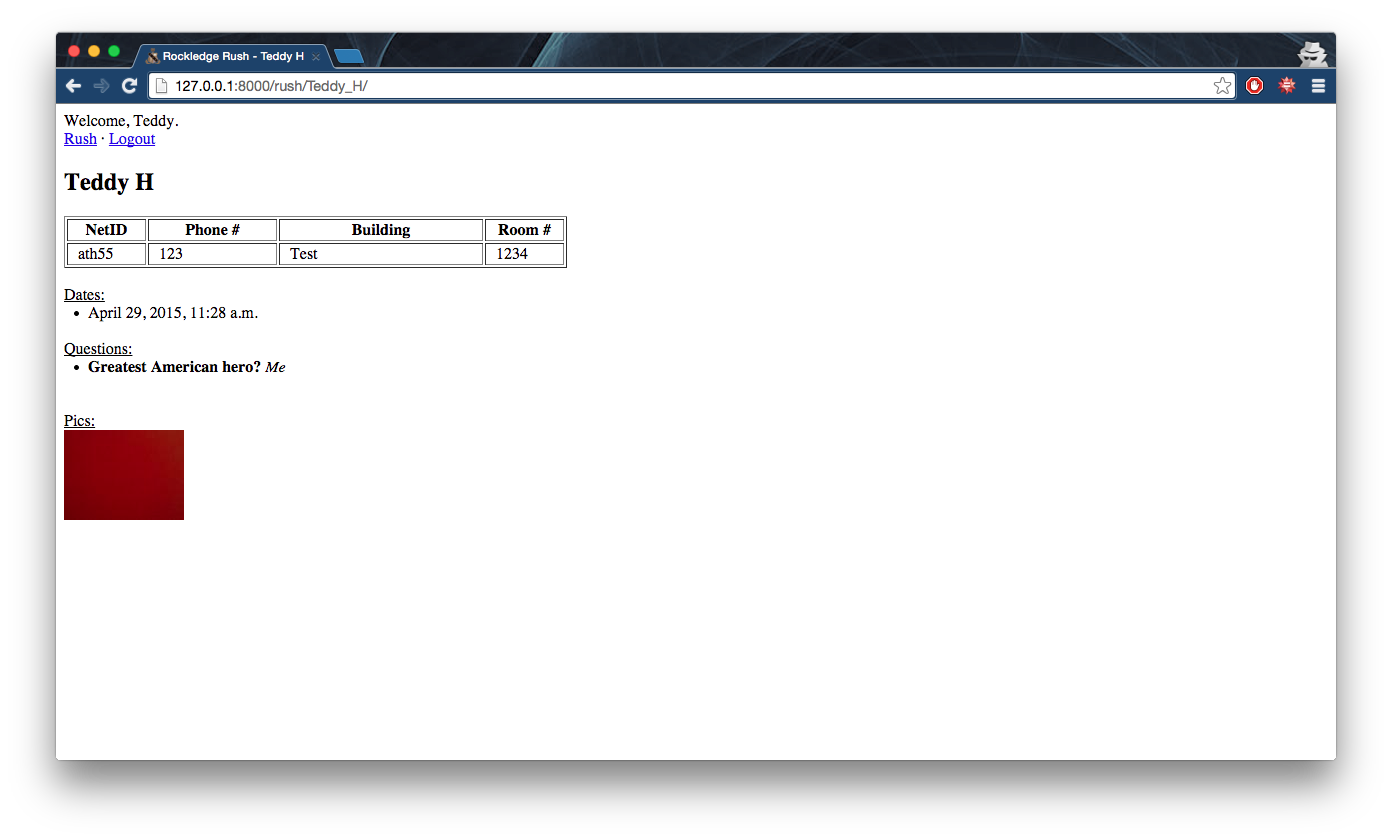 Rockledge Rush - Teddy H
127.0.0.1:8000/rush/Teddy_H/
Welcome, Teddy.
Rush · Logout
Teddy H
NetID Phone # Building Room #
ath55 123 Test 1234
Dates:
• April 29, 2015, 11:28 a.m.
Questions:
• Greatest American hero? Me
Pics: